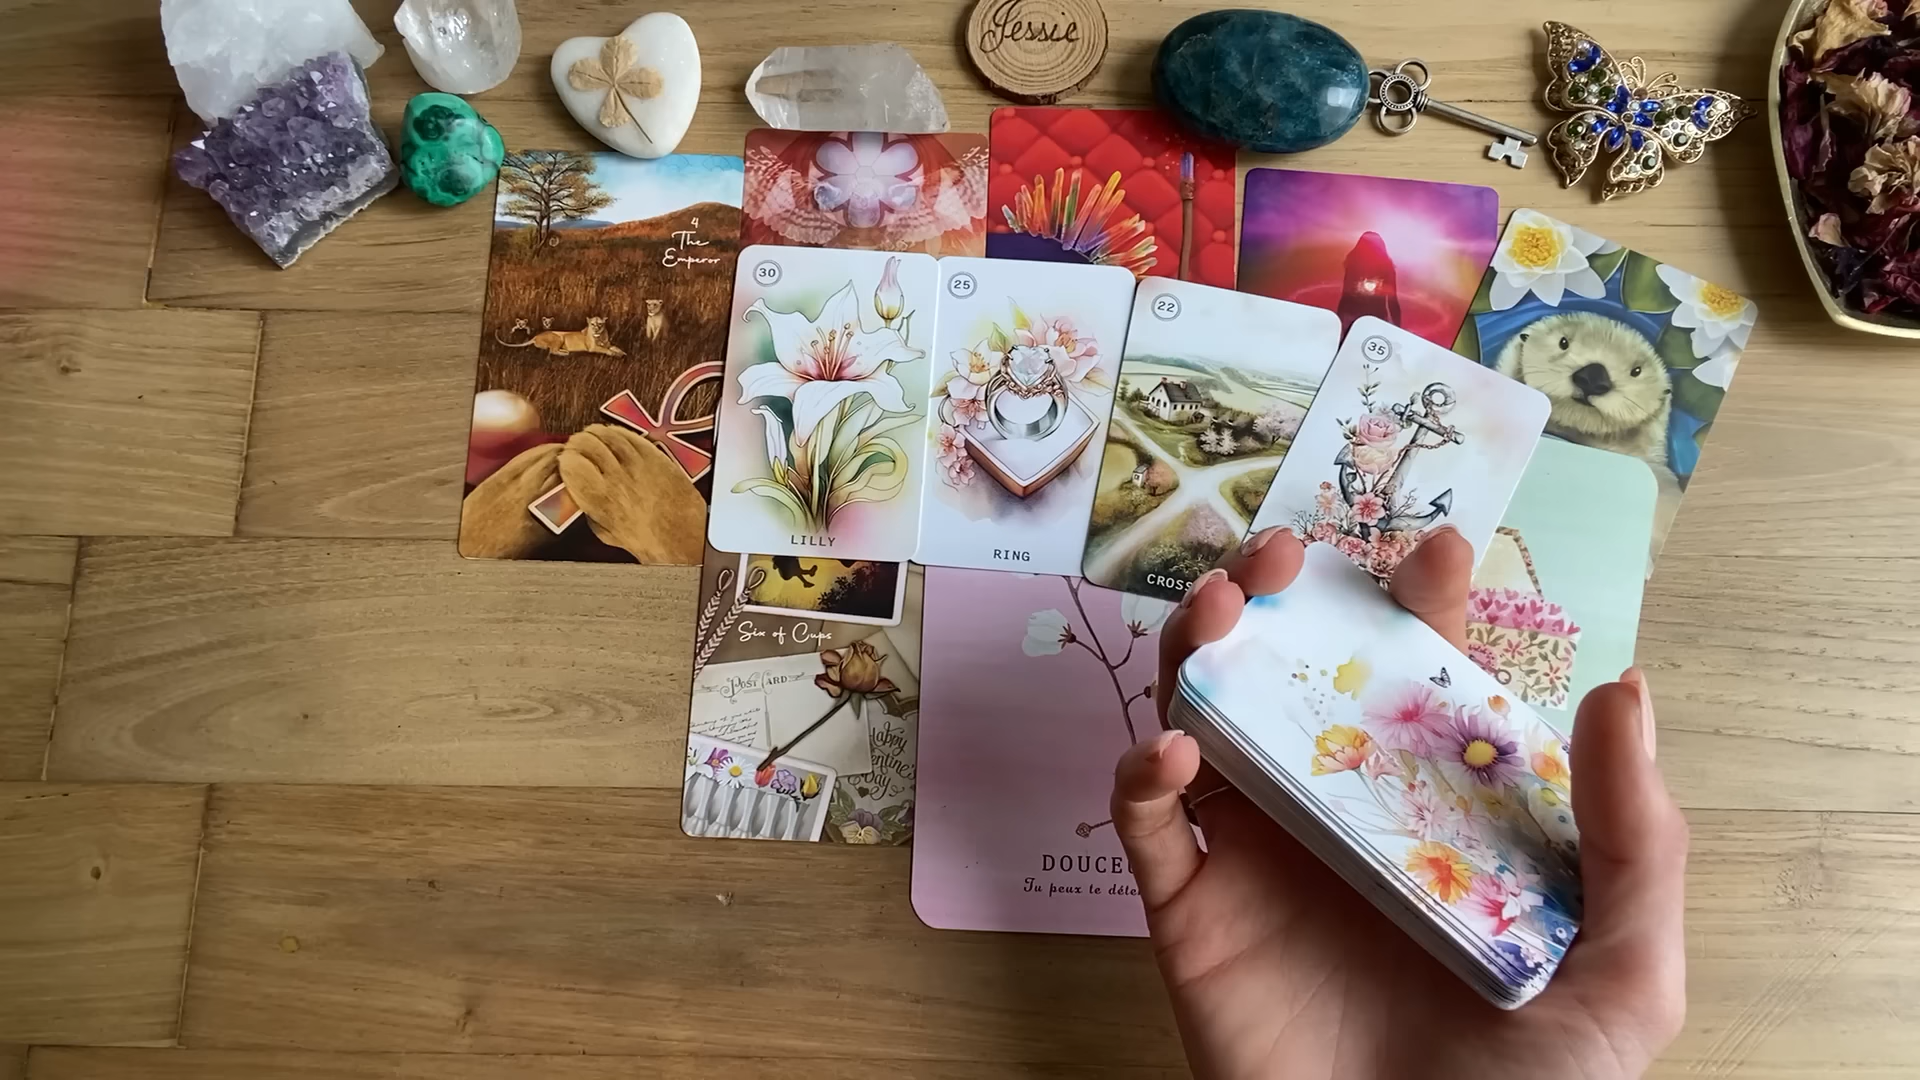 Jessie
4
The
Emperor
30
LILLY
25
RING
22
CROSS
35
Six of Cups
POST CARD
Happy
Day
DOUCEU
Tu peux te déte